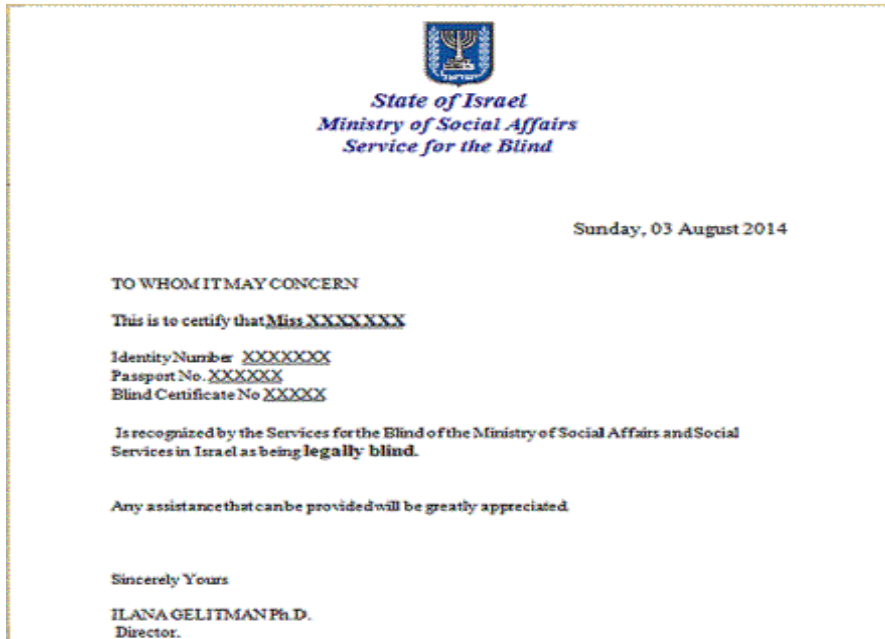 ישראל
State of Israel
Ministry of Social Affairs
Service for the Blind
Sunday, 03 August 2014
TO WHOM IT MAY CONCERN
This is to certify that Miss XXXXXXX
Identity Number XXXXXXX
Passport No. XXXXXX
Blind Certificate No XXXXX
Is recognized by the Services for the Blind of the Ministry of Social Affairs and Social
Services in Israel as being legally blind.
Any assistance that can be provided will be greatly appreciated.
Sincerely Yours
ILANA GELITMAN Ph.D.
Director.